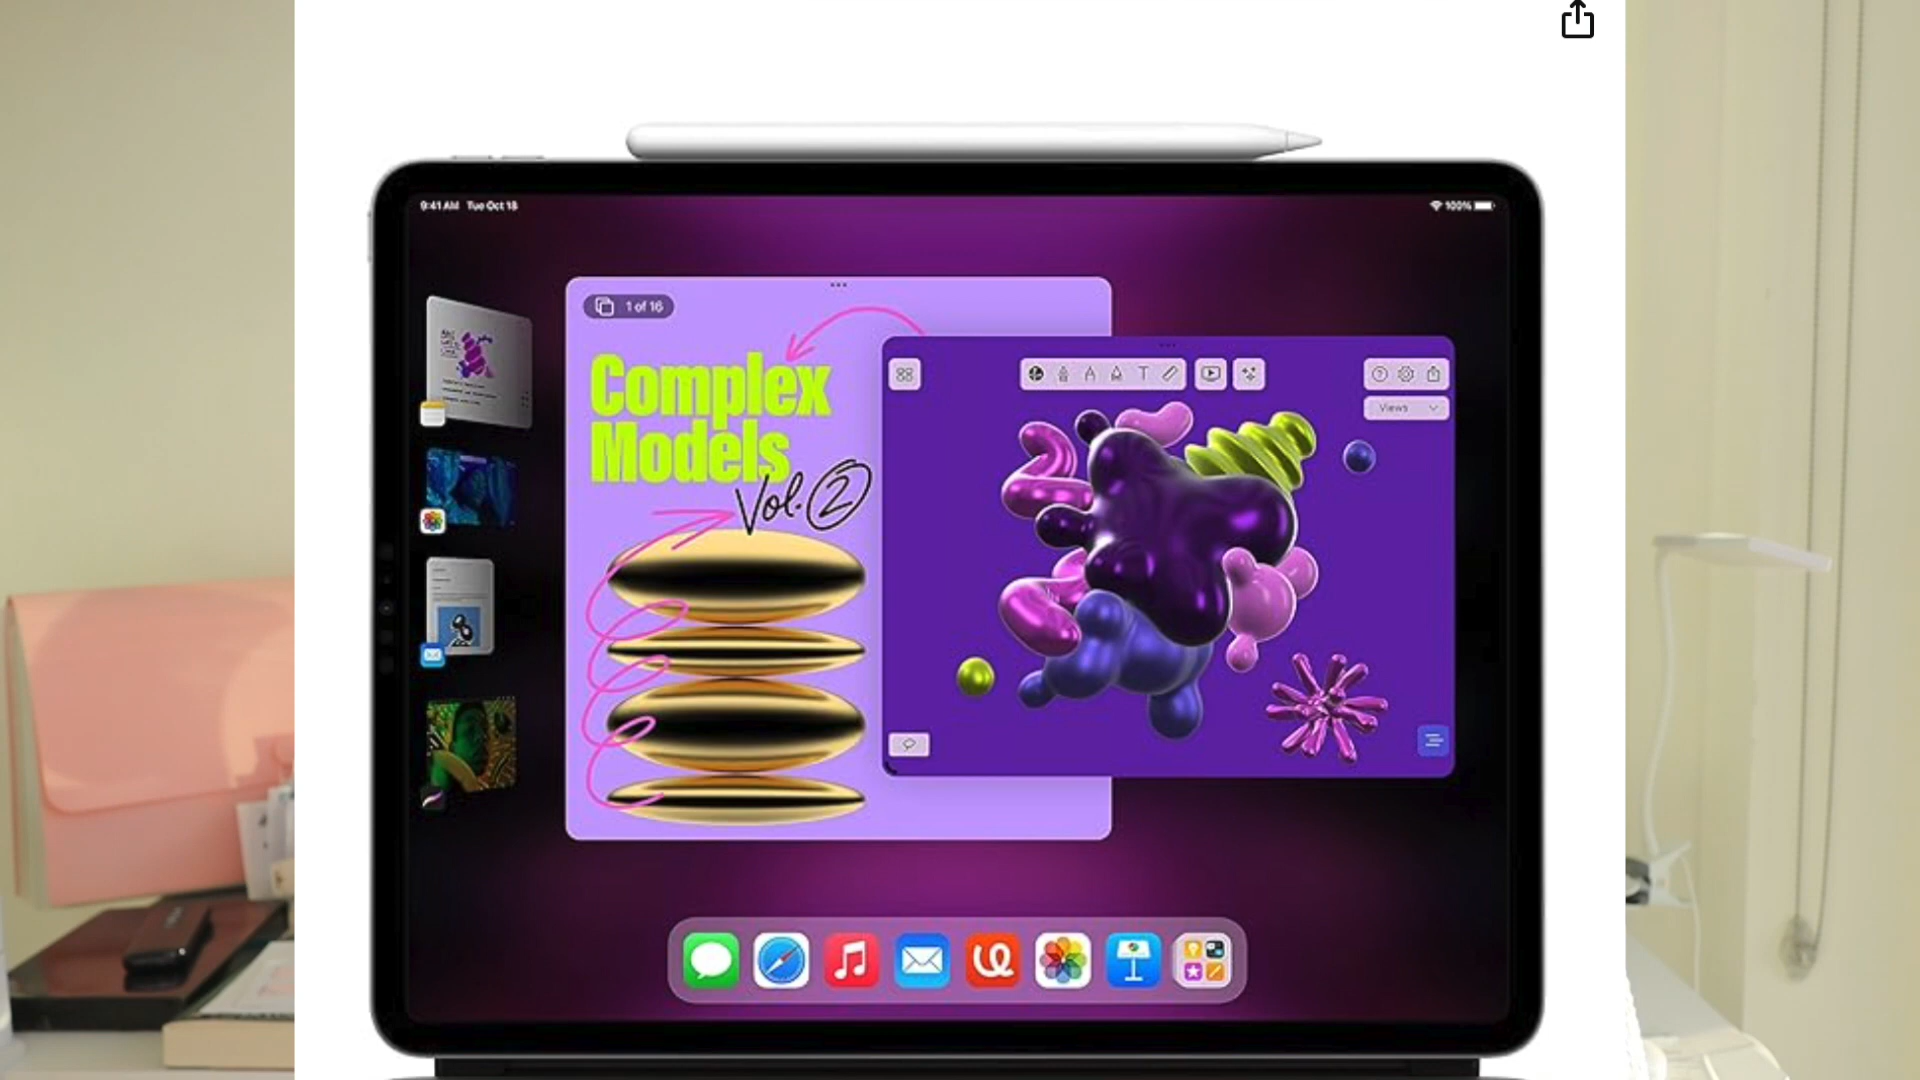 9:41 AM Tue Oct 18
100%
1 of 16
Complex
Models
Vol. 2
T
?
Views